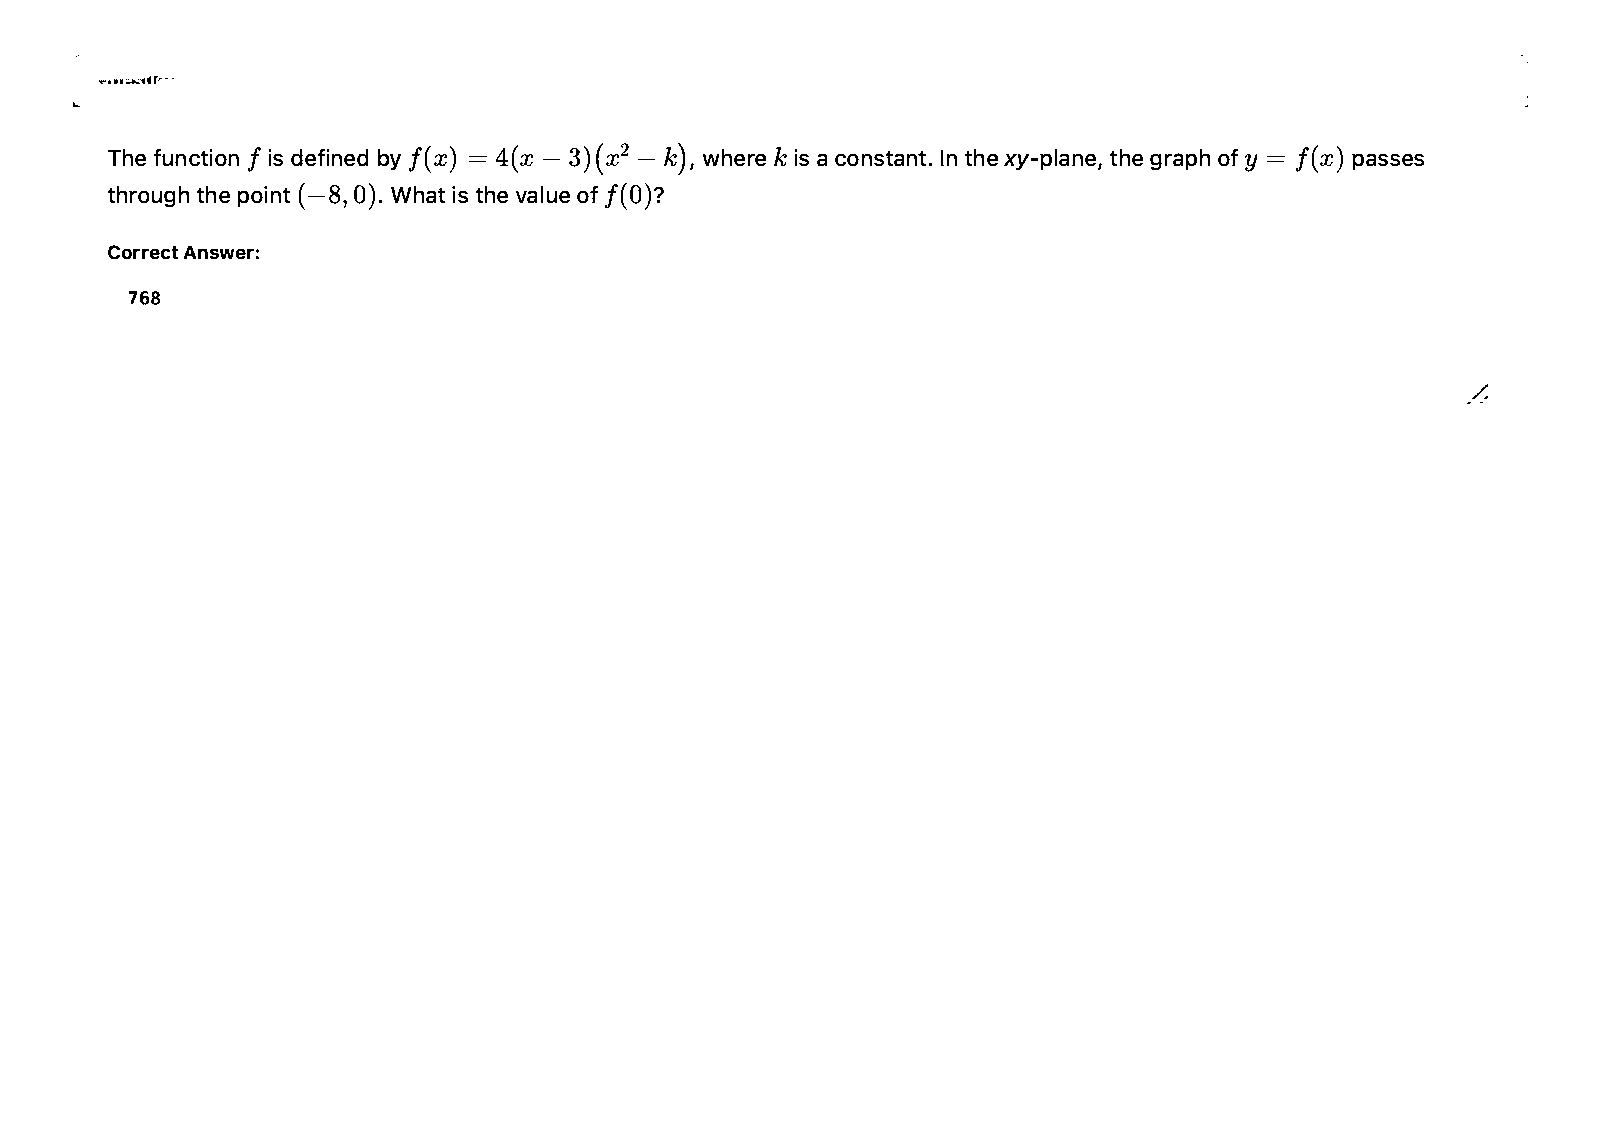 The function f is defined by f(x) = 4(x − 3)(x² − k), where k is a constant. In the xy-plane, the graph of y = f(x) passes
through the point (−8, 0). What is the value of f(0)?
Correct Answer:
768